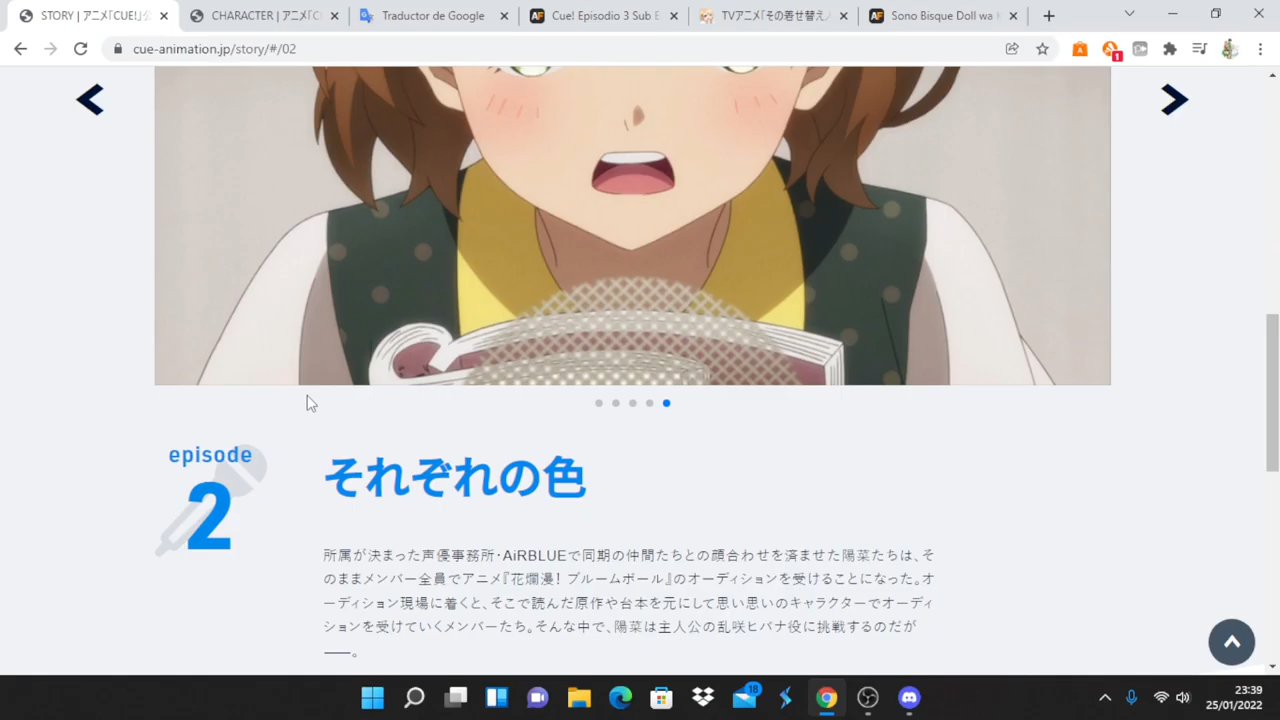 STORY | アニメ「CUE!」公
CHARACTER | アニメ「C
Traductor de Google
Cue! Episodio 3 Sub E
TVアニメ「その着せ替え人
Sono Bisque Doll wa K
cue-animation.jp/story/#/02
1
episode
2
それぞれの色
所属が決まった声優事務所・AiRBLUEで同期の仲間たちとの顔合わせを済ませた陽菜たちは、そ
のままメンバー全員でアニメ『花爛漫! ブルームボール』のオーディションを受けることになった。オ
ーディション現場に着くと、そこで読んだ原作や台本を元にして思い思いのキャラクターでオーディ
ションを受けていくメンバーたち。そんな中で、陽菜は主人公の乱咲ヒバナ役に挑戦するのだが
――。
18
23:39
25/01/2022